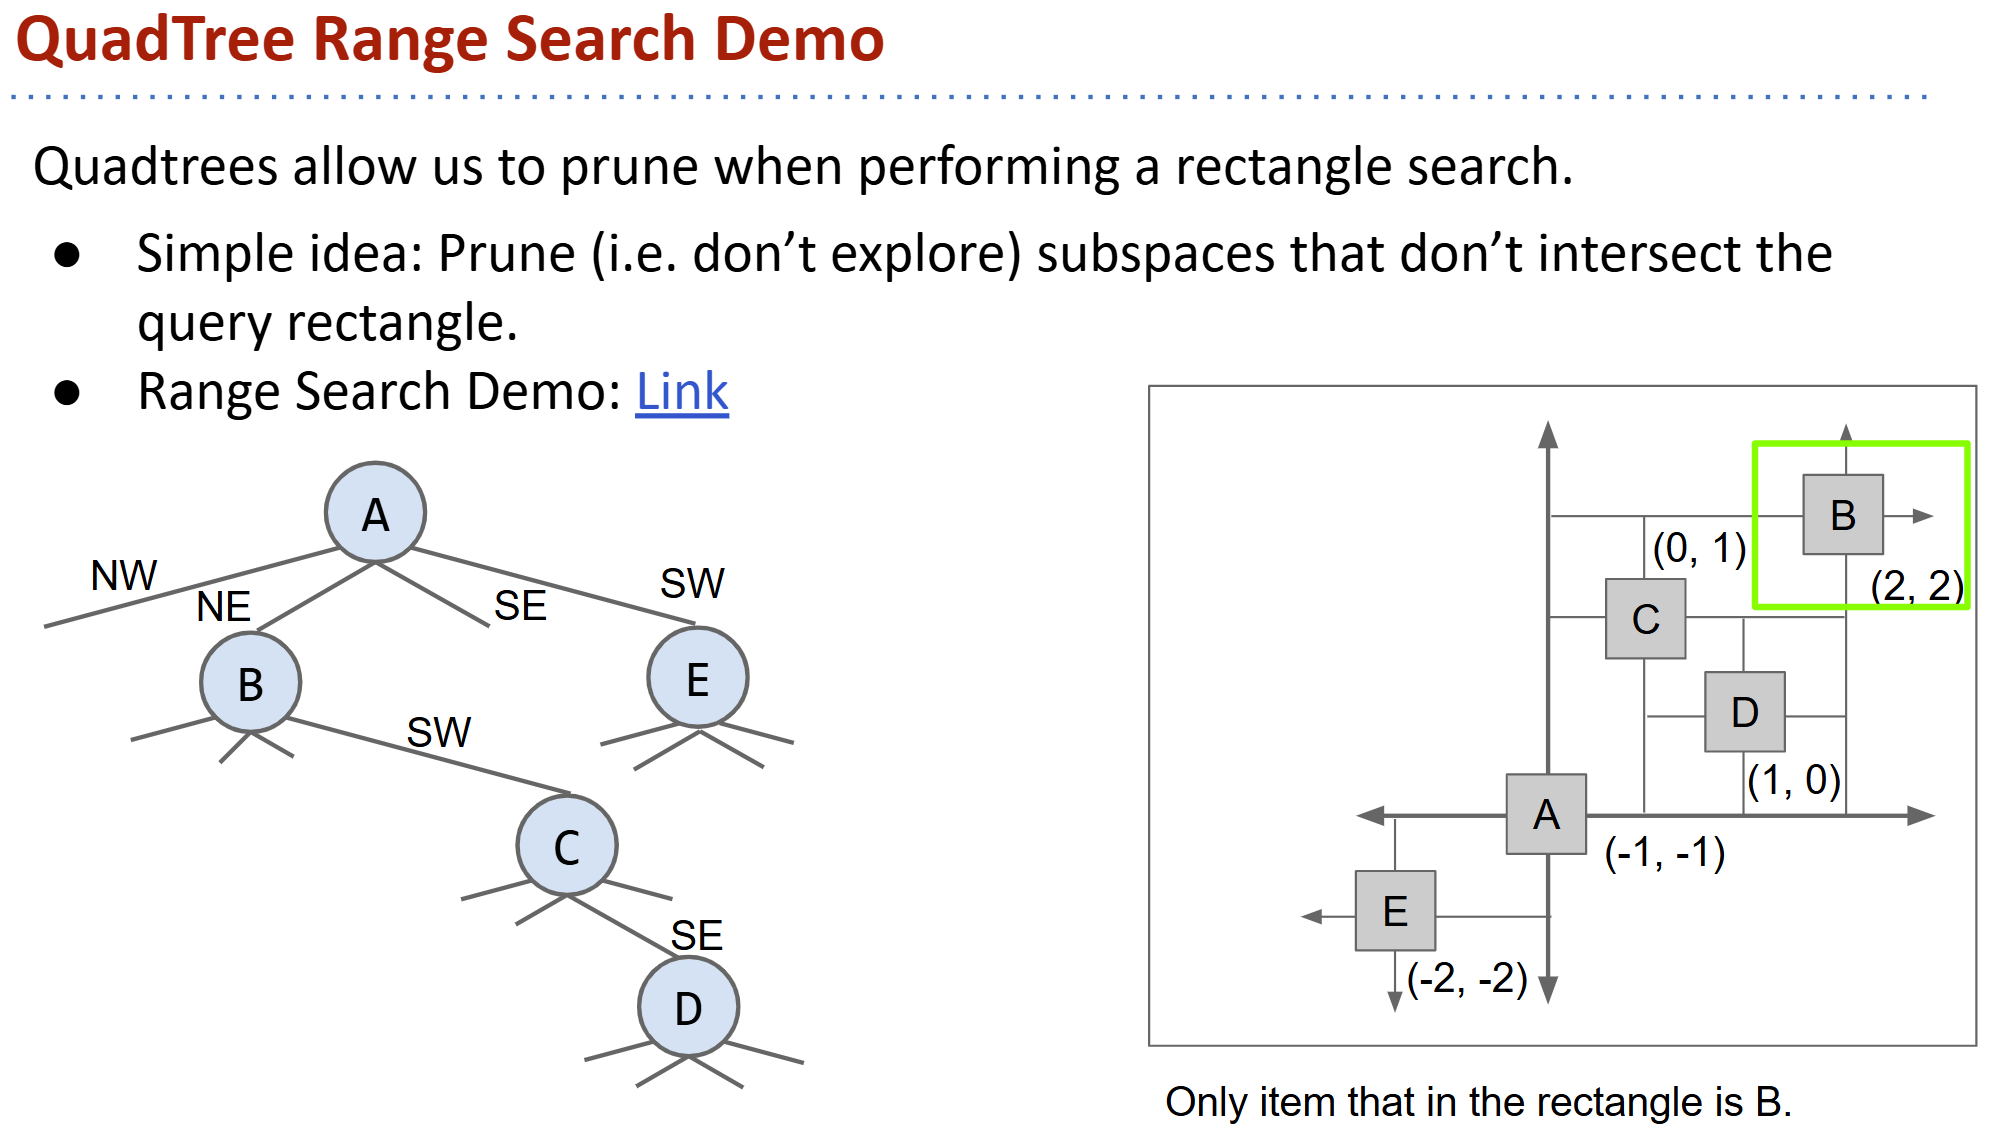 QuadTree Range Search Demo
Quadtrees allow us to prune when performing a rectangle search.
● Simple idea: Prune (i.e. don’t explore) subspaces that don’t intersect the
query rectangle.
● Range Search Demo: Link
A
NW
NE
SE
SW
B
E
SW
C
SE
D
B
(0, 1)
(2, 2)
C
D
(1, 0)
A
(-1, -1)
E
(-2, -2)
Only item that in the rectangle is B.